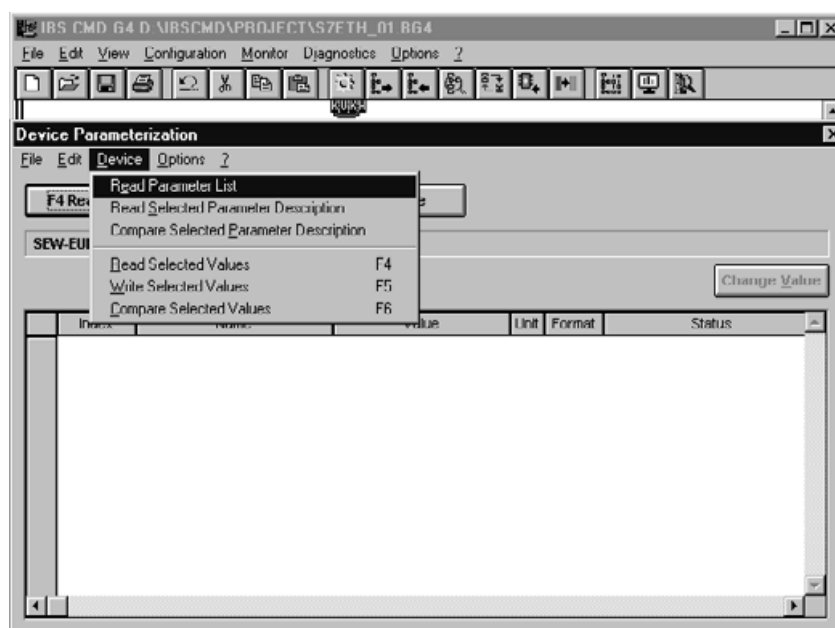 IBS CMD G4 D:\IBSCMD\PROJECT\S7ETH_01.BG4
File Edit View Configuration Monitor Diagnostics Options ?
Device Parameterization
File Edit Device Options ?
Read Parameter List
F4 Rea
Read Selected Parameter Description
Compare Selected Parameter Description
SEW-EU
Read Selected Values F4
Write Selected Values F5
Change Value
Compare Selected Values F6
Index Name Value Unit Format Status